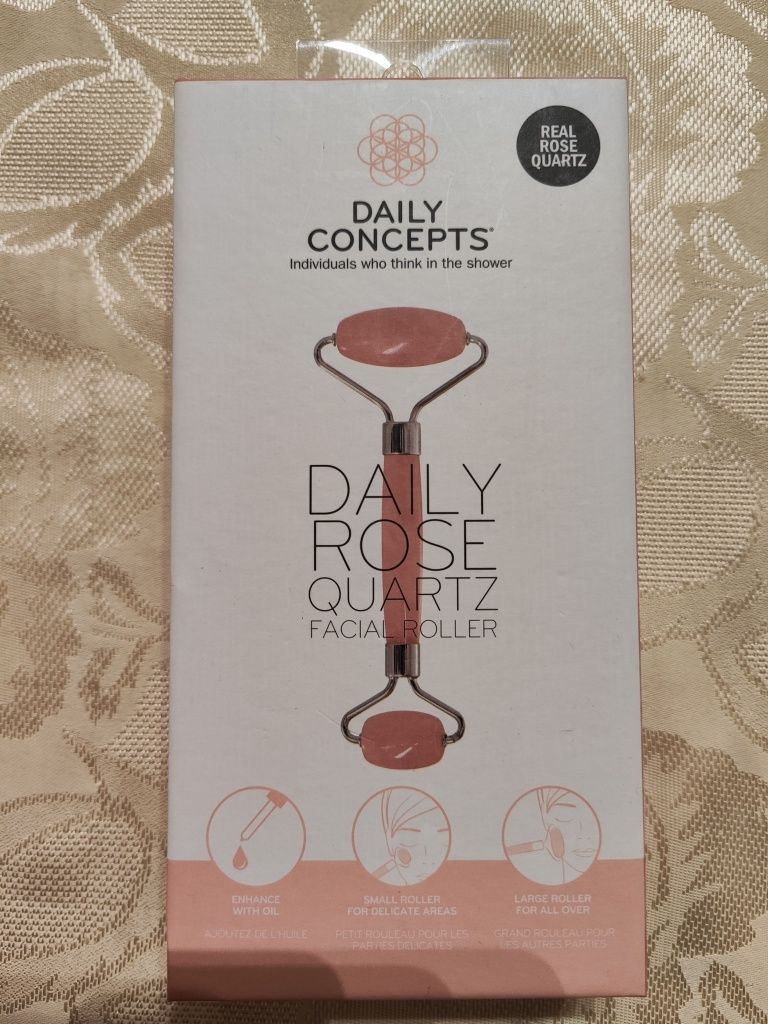 REAL
ROSE
QUARTZ
DAILY
CONCEPTS®
Individuals who think in the shower
DAILY
ROSE
QUARTZ
FACIAL ROLLER
ENHANCE
WITH OIL
AJOUTEZ DE L'HUILE
SMALL ROLLER
FOR DELICATE AREAS
PETIT ROULEAU POUR LES
PARTIES DÉLICATES
LARGE ROLLER
FOR ALL OVER
GRAND ROULEAU POUR
LES AUTRES PARTIES